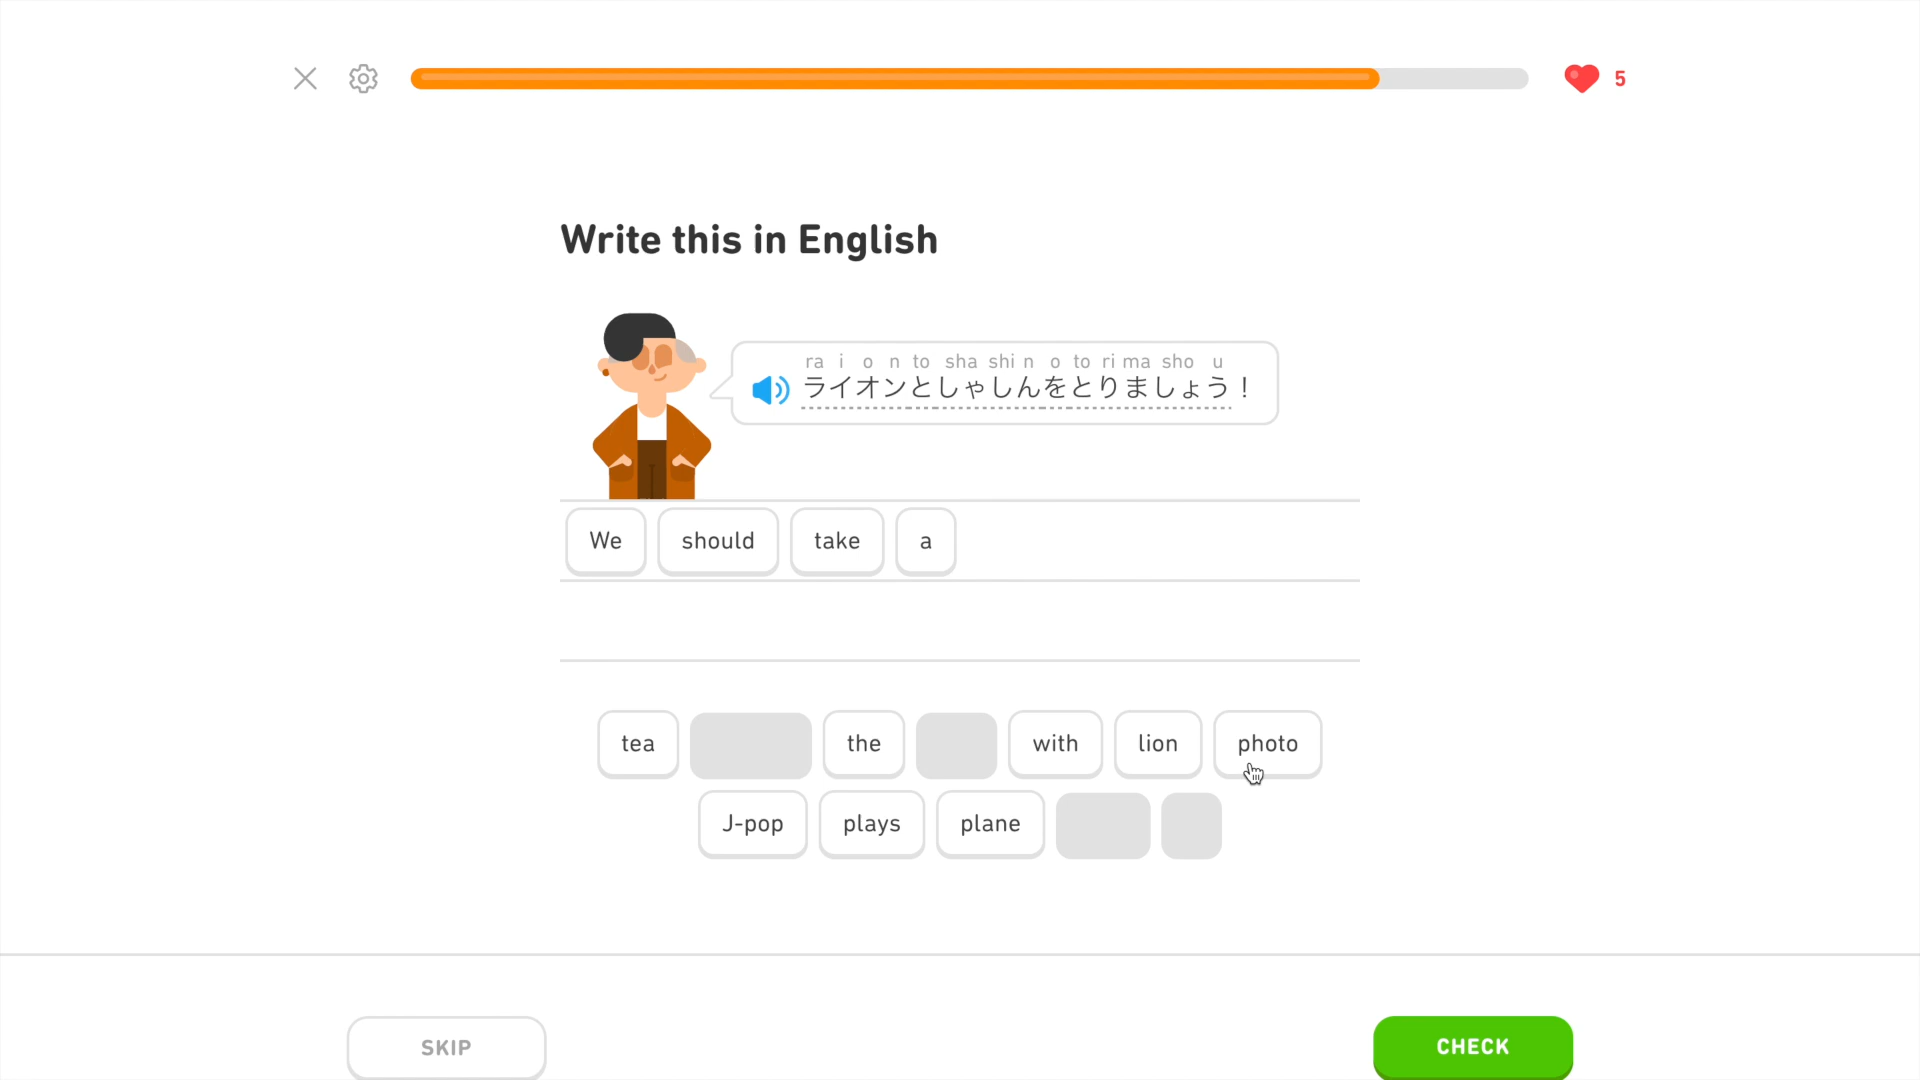 5
Write this in English
ra i o n to sha shi n o to ri ma sho u
ライオンとしゃしんをとりましょう！
We should take a
tea the with lion photo
J-pop plays plane
SKIP CHECK